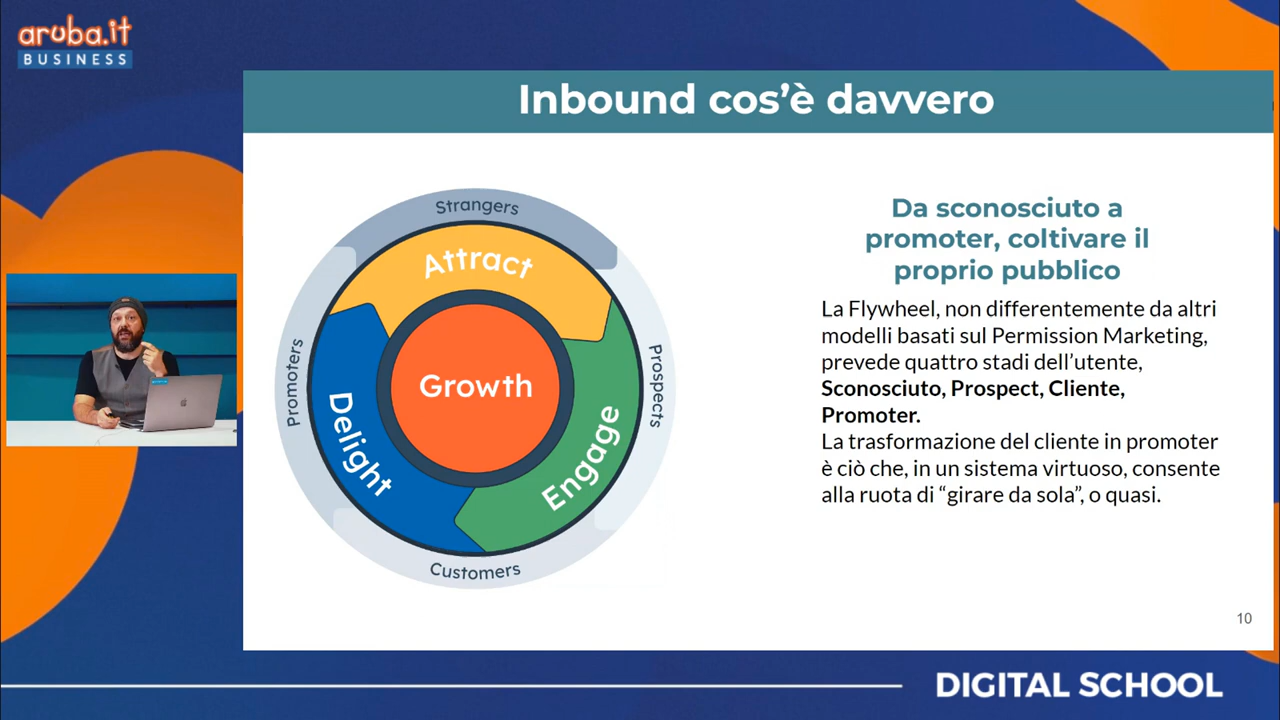 aruba.it
BUSINESS
Inbound cos'è davvero
Strangers
Attract
Promoters
Growth
Prospects
Delight
Engage
Customers
Da sconosciuto a
promoter, coltivare il
proprio pubblico
La Flywheel, non differentemente da altri
modelli basati sul Permission Marketing,
prevede quattro stadi dell'utente,
Sconosciuto, Prospect, Cliente,
Promoter.
La trasformazione del cliente in promoter
è ciò che, in un sistema virtuoso, consente
alla ruota di “girare da sola”, o quasi.
10
DIGITAL SCHOOL